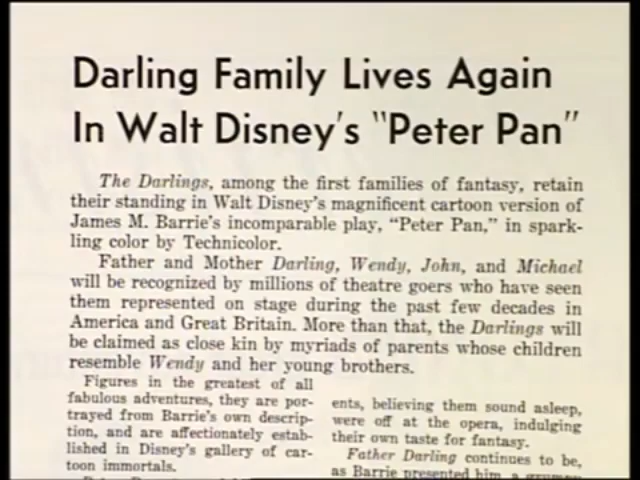 Darling Family Lives Again
In Walt Disney's "Peter Pan"
The Darlings, among the first families of fantasy, retain
their standing in Walt Disney's magnificent cartoon version of
James M. Barrie's incomparable play, "Peter Pan," in spark-
ling color by Technicolor.
Father and Mother Darling, Wendy, John, and Michael
will be recognized by millions of theatre goers who have seen
them represented on stage during the past few decades in
America and Great Britain. More than that, the Darlings will
be claimed as close kin by myriads of parents whose children
resemble Wendy and her young brothers.
Figures in the greatest of all
fabulous adventures, they are por-
trayed from Barrie's own descrip-
tion, and are affectionately estab-
lished in Disney's gallery of car-
toon immortals.
ents, believing them sound asleep,
were off at the opera, indulging
their own taste for fantasy.
Father Darling continues to be,
as Barrie presented him, a